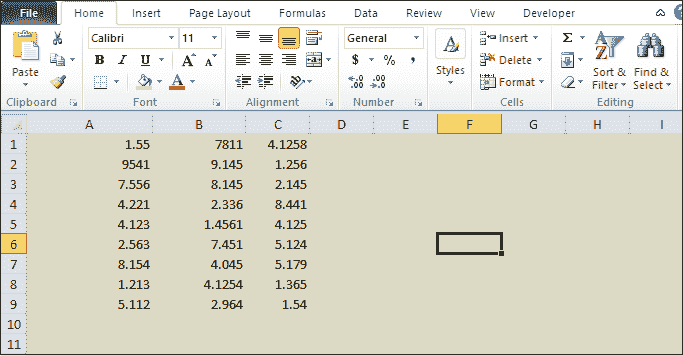 File Home Insert Page Layout Formulas Data Review View Developer
Calibri 11 General Insert Σ
Paste B I U A $ % , Styles Delete Sort & Filter Find & Select
A A .00 .0 Format
Clipboard Font Alignment Number Cells Editing
A B C D E F G H I
1 1.55 7811 4.1258
2 9541 9.145 1.256
3 7.556 8.145 2.145
4 4.221 2.336 8.441
5 4.123 1.4561 4.125
6 2.563 7.451 5.124
7 8.154 4.045 5.179
8 1.213 4.1254 1.365
9 5.112 2.964 1.54
10
11